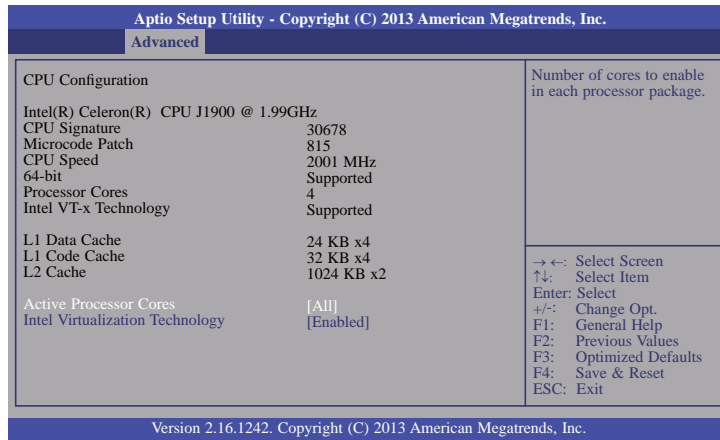 Aptio Setup Utility - Copyright (C) 2013 American Megatrends, Inc.
Advanced
CPU Configuration
Intel(R) Celeron(R) CPU J1900 @ 1.99GHz
CPU Signature 30678
Microcode Patch 815
CPU Speed 2001 MHz
64-bit Supported
Processor Cores 4
Intel VT-x Technology Supported
L1 Data Cache 24 KB x4
L1 Code Cache 32 KB x4
L2 Cache 1024 KB x2
Active Processor Cores [All]
Intel Virtualization Technology [Enabled]
Number of cores to enable
in each processor package.
→ ←: Select Screen
↑↓: Select Item
Enter: Select
+/-: Change Opt.
F1: General Help
F2: Previous Values
F3: Optimized Defaults
F4: Save & Reset
ESC: Exit
Version 2.16.1242. Copyright (C) 2013 American Megatrends, Inc.